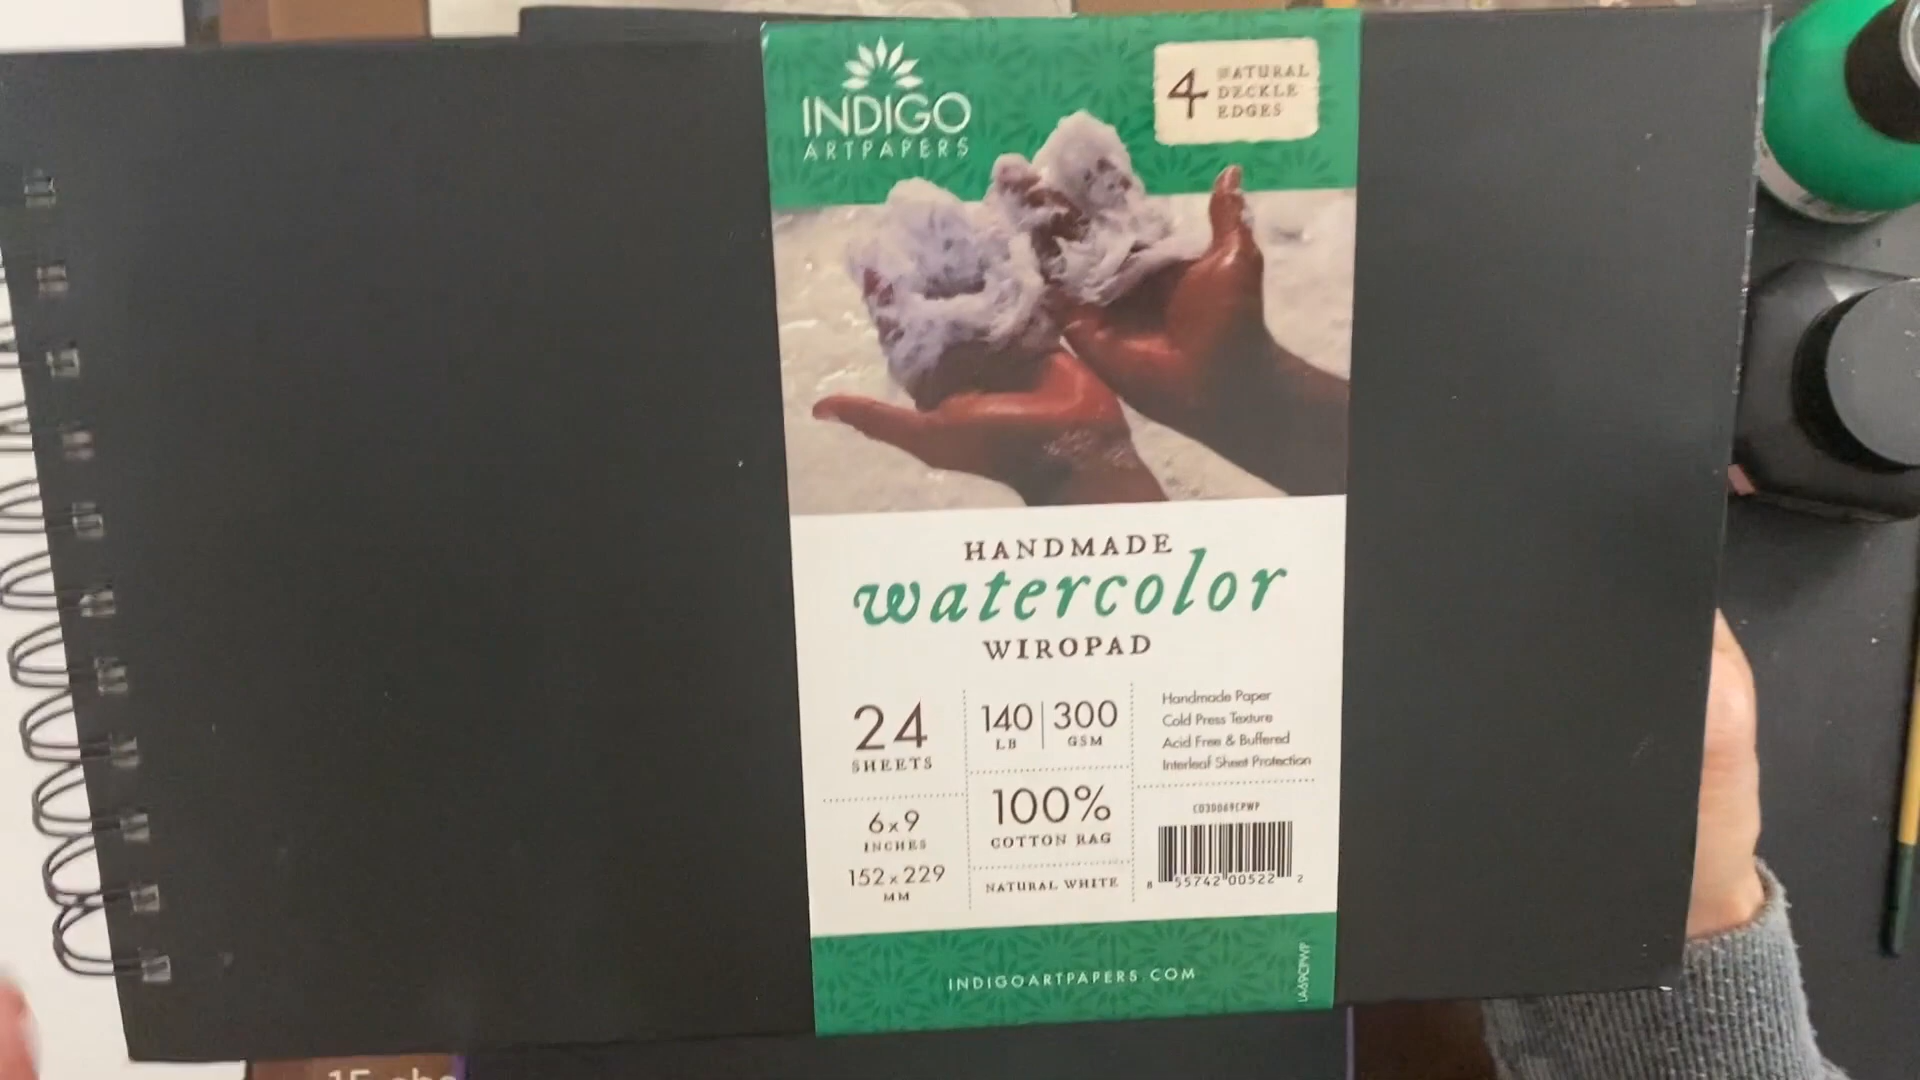 INDIGO
ARTPAPERS
4 NATURAL
DECKLE
EDGES
HANDMADE
watercolor
WIROPAD
24
SHEETS
6 x 9
INCHES
152 x 229
MM
140 | 300
LB GSM
100%
COTTON RAG
NATURAL WHITE
Handmade Paper
Cold Press Texture
Acid Free & Buffered
Interleaf Sheet Protection
CO3D069CPWP
8 55742 00522 2
INDIGOARTPAPERS.COM
LA69CPWP